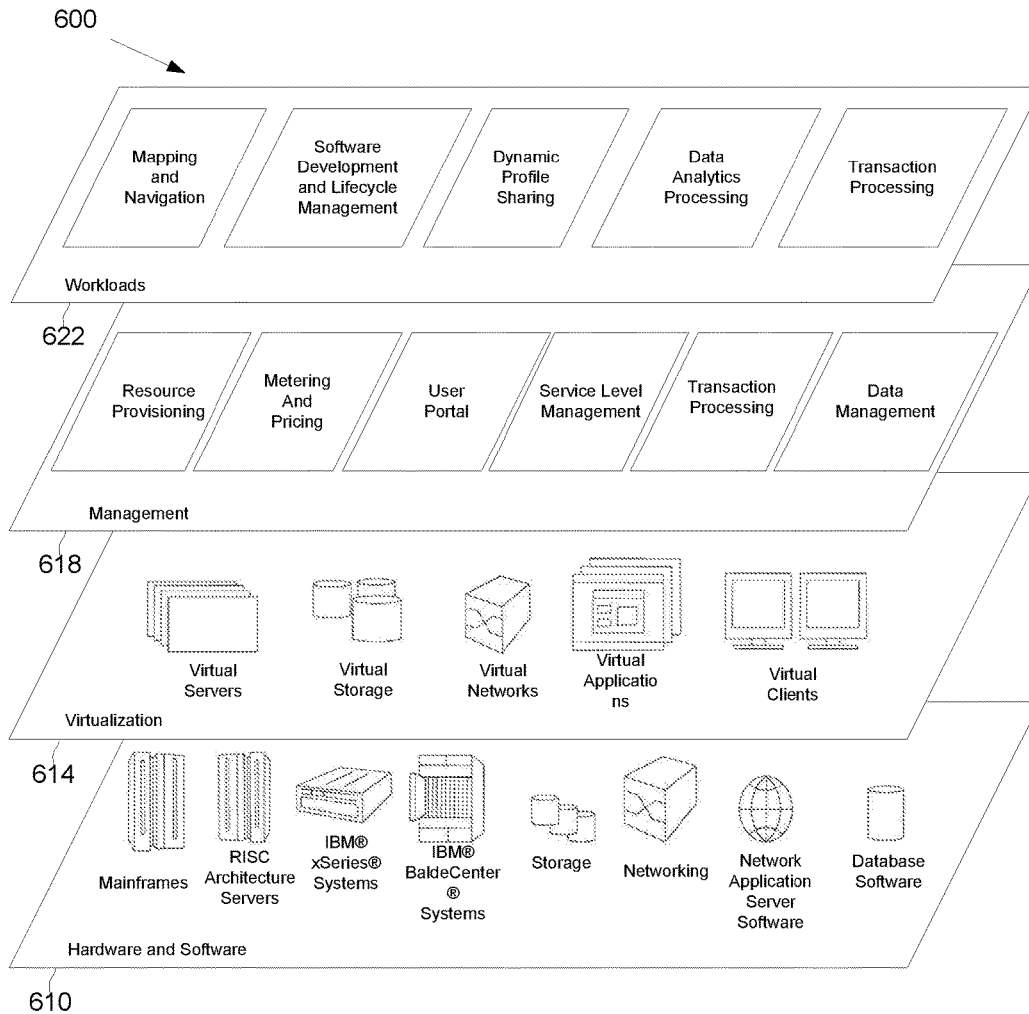 600
Mapping
and
Navigation
Software
Development
and Lifecycle
Management
Dynamic
Profile
Sharing
Data
Analytics
Processing
Transaction
Processing
Workloads
622
Resource
Provisioning
Metering
And
Pricing
User
Portal
Service Level
Management
Transaction
Processing
Data
Management
Management
618
Virtual
Servers
Virtual
Storage
Virtual
Networks
Virtual
Applicatio
ns
Virtual
Clients
Virtualization
614
Mainframes
RISC
Architecture
Servers
IBM®
xSeries®
Systems
IBM®
BaldeCenter
®
Systems
Storage
Networking
Network
Application
Server
Software
Database
Software
Hardware and Software
610